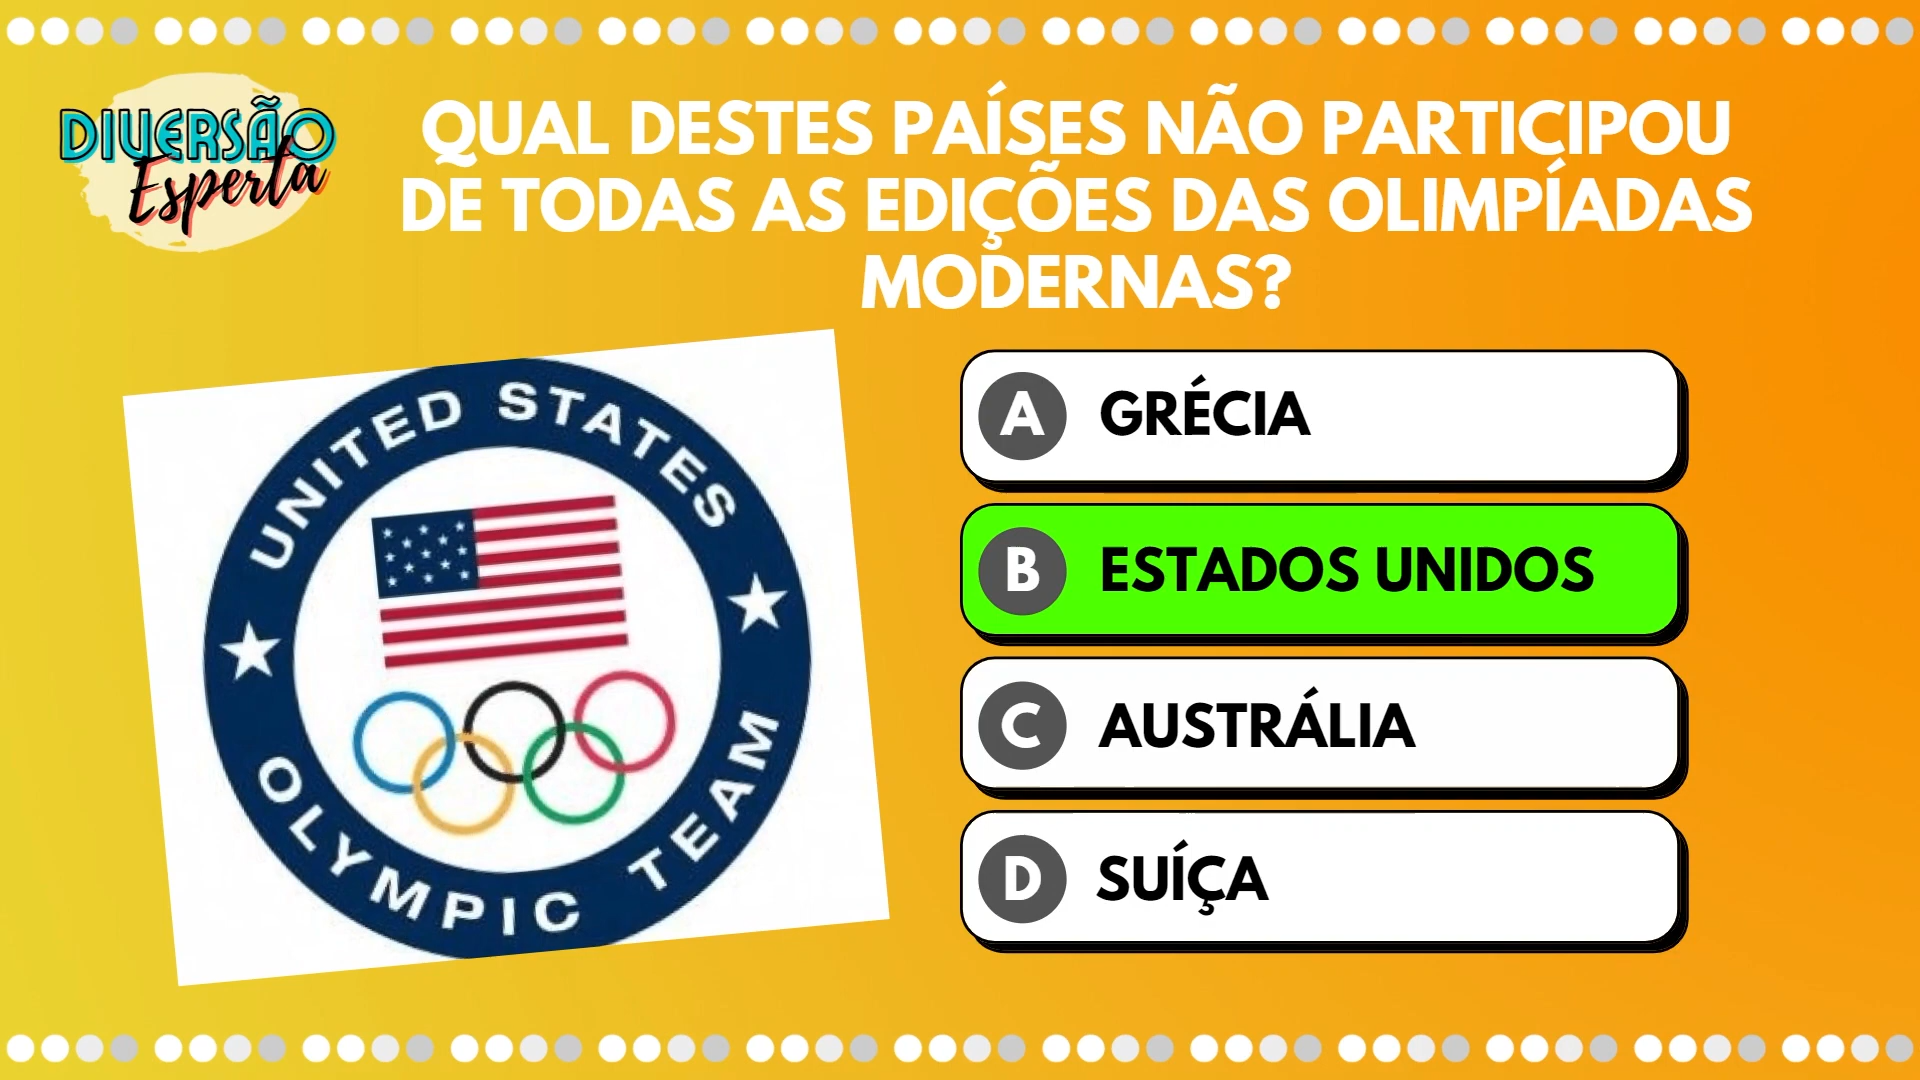 DIVERSÃO
Esperta
QUAL DESTES PAÍSES NÃO PARTICIPOU
DE TODAS AS EDIÇÕES DAS OLIMPÍADAS
MODERNAS?
UNITED STATES
OLYMPIC TEAM
A GRÉCIA
B ESTADOS UNIDOS
C AUSTRÁLIA
D SUÍÇA